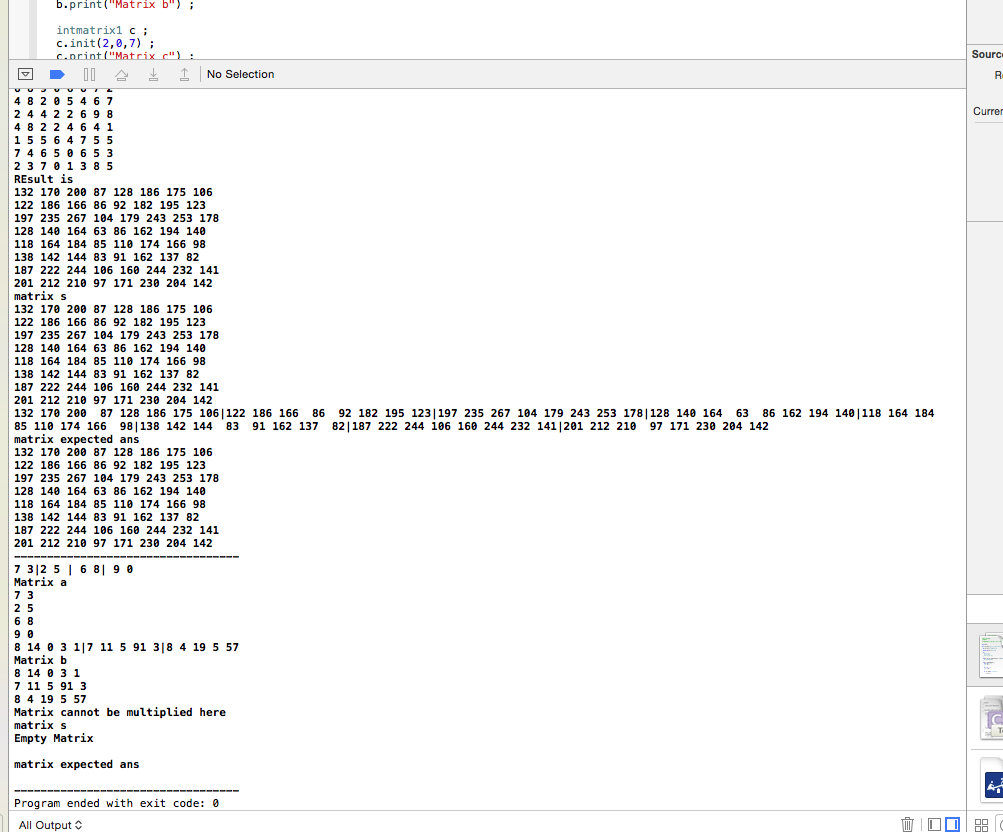 b.print("Matrix b") ;
intmatrix1 c ;
c.init(2,0,7) ;
c.print("Matrix c") ;
No Selection
4 8 2 0 5 4 6 7
2 4 4 2 2 6 9 8
4 8 2 2 4 6 4 1
1 5 5 6 4 7 5 5
7 4 6 5 0 6 5 3
2 3 7 0 1 3 8 5
REsult is
132 170 200 87 128 186 175 106
122 186 166 86 92 182 195 123
197 235 267 104 179 243 253 178
128 140 164 63 86 162 194 140
118 164 184 85 110 174 166 98
138 142 144 83 91 162 137 82
187 222 244 106 160 244 232 141
201 212 210 97 171 230 204 142
matrix s
132 170 200 87 128 186 175 106
122 186 166 86 92 182 195 123
197 235 267 104 179 243 253 178
128 140 164 63 86 162 194 140
118 164 184 85 110 174 166 98
138 142 144 83 91 162 137 82
187 222 244 106 160 244 232 141
201 212 210 97 171 230 204 142
132 170 200  87 128 186 175 106|122 186 166  86  92 182 195 123|197 235 267 104 179 243 253 178|128 140 164  63  86 162 194 140|118 164 184
85 110 174 166  98|138 142 144  83  91 162 137  82|187 222 244 106 160 244 232 141|201 212 210  97 171 230 204 142
matrix expected ans
132 170 200 87 128 186 175 106
122 186 166 86 92 182 195 123
197 235 267 104 179 243 253 178
128 140 164 63 86 162 194 140
118 164 184 85 110 174 166 98
138 142 144 83 91 162 137 82
187 222 244 106 160 244 232 141
201 212 210 97 171 230 204 142
----------------------------------
7 3|2 5 | 6 8| 9 0
Matrix a
7 3
2 5
6 8
9 0
8 14 0 3 1|7 11 5 91 3|8 4 19 5 57
Matrix b
8 14 0 3 1
7 11 5 91 3
8 4 19 5 57
Matrix cannot be multiplied here
matrix s
Empty Matrix
matrix expected ans
----------------------------------
Program ended with exit code: 0
All Output
Source
Re
Curren